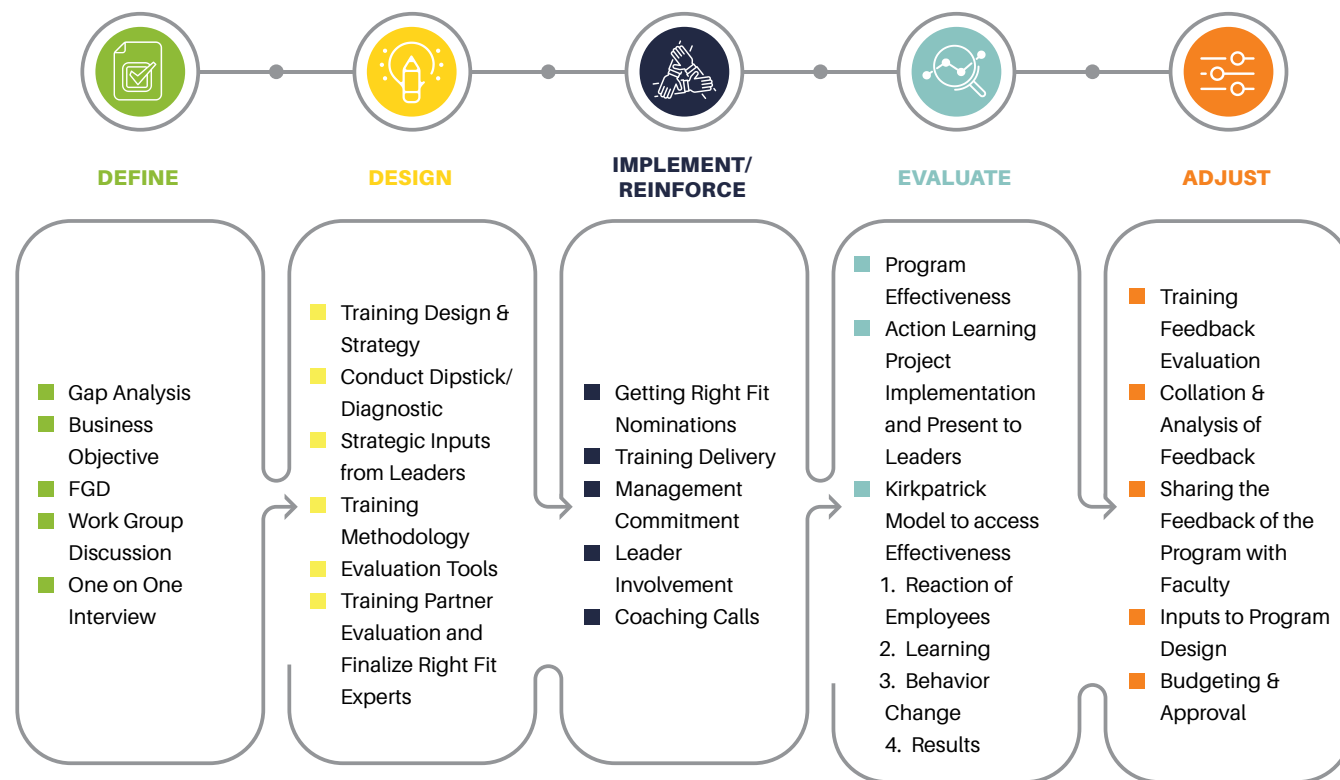 DEFINE
Gap Analysis
Business
Objective
FGD
Work Group
Discussion
One on One
Interview
DESIGN
Training Design &
Strategy
Conduct Dipstick/
Diagnostic
Strategic Inputs
from Leaders
Training
Methodology
Evaluation Tools
Training Partner
Evaluation and
Finalize Right Fit
Experts
IMPLEMENT/
REINFORCE
Getting Right Fit
Nominations
Training Delivery
Management
Commitment
Leader
Involvement
Coaching Calls
EVALUATE
Program
Effectiveness
Action Learning
Project
Implementation
and Present to
Leaders
Kirkpatrick
Model to access
Effectiveness
1. Reaction of
Employees
2. Learning
3. Behavior
Change
4. Results
ADJUST
Training
Feedback
Evaluation
Collation &
Analysis of
Feedback
Sharing the
Feedback of the
Program with
Faculty
Inputs to Program
Design
Budgeting &
Approval